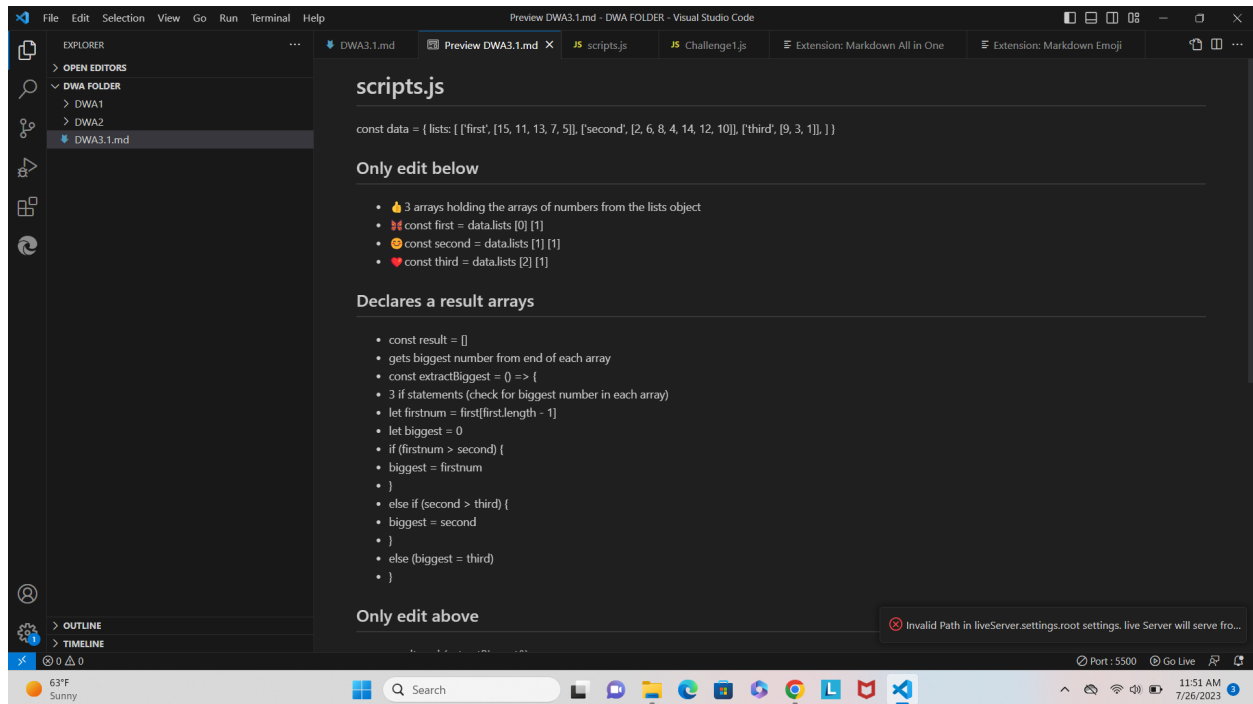 File Edit Selection View Go Run Terminal Help
Preview DWA3.1.md - DWA FOLDER - Visual Studio Code
EXPLORER
DWA3.1.md
Preview DWA3.1.md
JS scripts.js
JS Challenge1.js
Extension: Markdown All in One
Extension: Markdown Emoji
OPEN EDITORS
DWA FOLDER
DWA1
DWA2
DWA3.1.md
scripts.js
const data = { lists: [ ['first', [15, 11, 13, 7, 5]], ['second', [2, 6, 8, 4, 14, 12, 10]], ['third', [9, 3, 1]], ] }
Only edit below
• 👍 3 arrays holding the arrays of numbers from the lists object
• 🦋 const first = data.lists [0] [1]
• 😊 const second = data.lists [1] [1]
• ❤️ const third = data.lists [2] [1]
Declares a result arrays
• const result = []
• gets biggest number from end of each array
• const extractBiggest = () => {
• 3 if statements (check for biggest number in each array)
• let firstnum = first[first.length - 1]
• let biggest = 0
• if (firstnum > second) {
• biggest = firstnum
• }
• else if (second > third) {
• biggest = second
• }
• else (biggest = third)
• }
Only edit above
OUTLINE
TIMELINE
1
Invalid Path in liveServer.settings.root settings. live Server will serve fro...
0 0
Port : 5500
Go Live
63°F
Sunny
Search
L
11:51 AM
7/26/2023
3